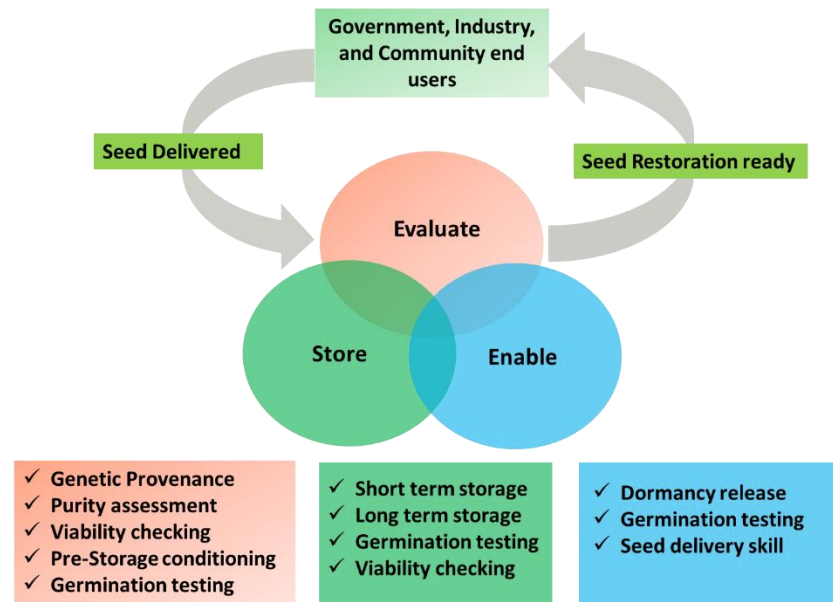 Government, Industry,
and Community end
users
Seed Delivered
Seed Restoration ready
Evaluate
Store
Enable
✓ Genetic Provenance
✓ Purity assessment
✓ Viability checking
✓ Pre-Storage conditioning
✓ Germination testing
✓ Short term storage
✓ Long term storage
✓ Germination testing
✓ Viability checking
✓ Dormancy release
✓ Germination testing
✓ Seed delivery skill